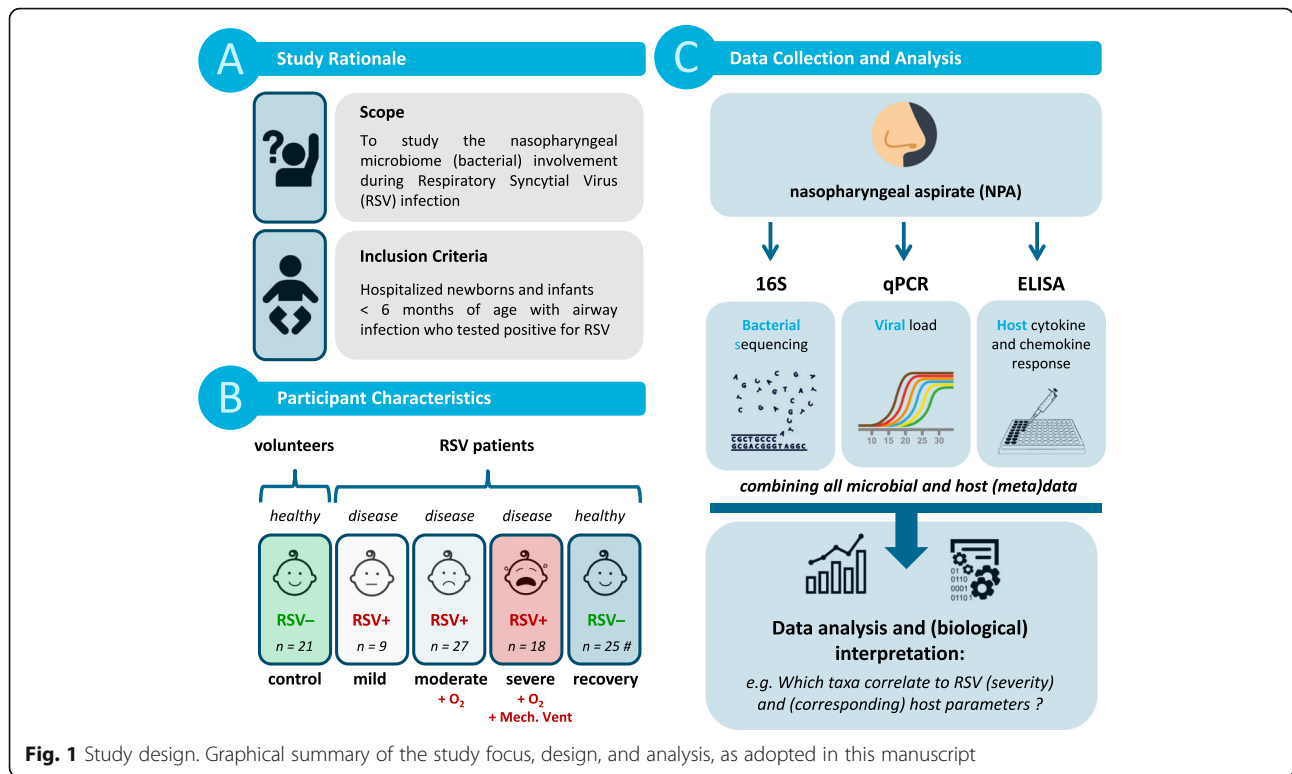 A
Study Rationale
?
Scope
To study the nasopharyngeal
microbiome (bacterial) involvement
during Respiratory Syncytial Virus
(RSV) infection
Inclusion Criteria
Hospitalized newborns and infants
< 6 months of age with airway
infection who tested positive for RSV
B
Participant Characteristics
volunteers
RSV patients
healthy
disease
disease
disease
healthy
RSV–
RSV+
RSV+
RSV+
RSV–
n = 21
n = 9
n = 27
n = 18
n = 25 #
control
mild
moderate
severe
recovery
+ O2
+ O2
+ Mech. Vent
C
Data Collection and Analysis
nasopharyngeal aspirate (NPA)
16S
qPCR
ELISA
Bacterial
sequencing
Viral load
Host cytokine
and chemokine
response
CGCTGCCC
GCGACGGGTAGGC
10 15 20 25 30
combining all microbial and host (meta)data
01
0110
0001
01101
Data analysis and (biological)
interpretation:
e.g. Which taxa correlate to RSV (severity)
and (corresponding) host parameters ?
Fig. 1 Study design. Graphical summary of the study focus, design, and analysis, as adopted in this manuscript